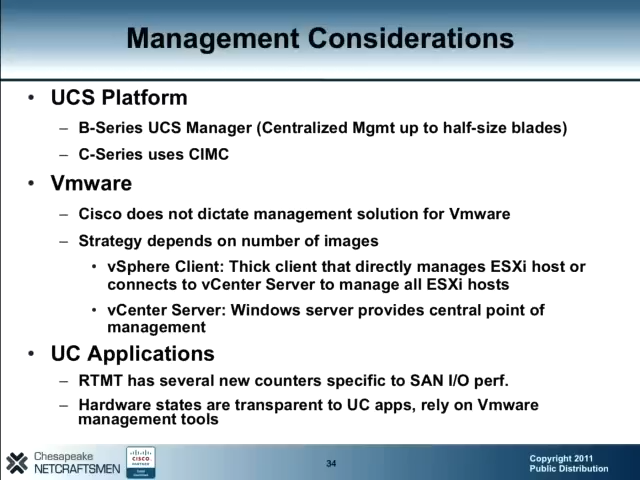 Management Considerations
• UCS Platform
– B-Series UCS Manager (Centralized Mgmt up to half-size blades)
– C-Series uses CIMC
• Vmware
– Cisco does not dictate management solution for Vmware
– Strategy depends on number of images
• vSphere Client: Thick client that directly manages ESXi host or
connects to vCenter Server to manage all ESXi hosts
• vCenter Server: Windows server provides central point of
management
• UC Applications
– RTMT has several new counters specific to SAN I/O perf.
– Hardware states are transparent to UC apps, rely on Vmware
management tools
Chesapeake
NETCRAFTSMEN
CISCO
PARTNER
34
Copyright 2011
Public Distribution